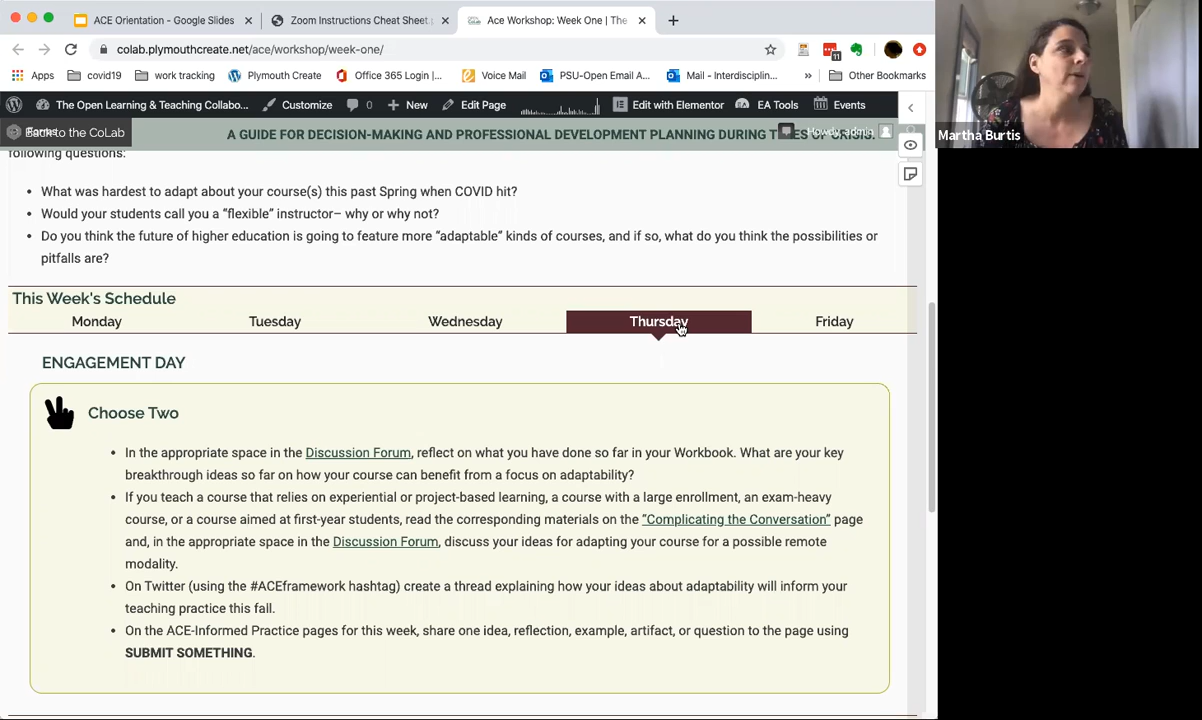 ACE Orientation - Google Slides
Zoom Instructions Cheat Sheet.
Ace Workshop: Week One | The
colab.plymouthcreate.net/ace/workshop/week-one/
11
Apps covid19 work tracking Plymouth Create Office 365 Login |... Voice Mail PSU-Open Email A... Mail - Interdisciplin... » Other Bookmarks
The Open Learning & Teaching Collabo... Customize 0 New Edit Page Edit with Elementor EA Tools Events
Back to the CoLab
Howdy, admin
A GUIDE FOR DECISION-MAKING AND PROFESSIONAL DEVELOPMENT PLANNING DURING TIMES OF CRISIS.
Martha Burtis
following questions:
• What was hardest to adapt about your course(s) this past Spring when COVID hit?
• Would your students call you a “flexible” instructor– why or why not?
• Do you think the future of higher education is going to feature more “adaptable” kinds of courses, and if so, what do you think the possibilities or
pitfalls are?
This Week's Schedule
Monday Tuesday Wednesday Thursday Friday
ENGAGEMENT DAY
Choose Two
• In the appropriate space in the Discussion Forum, reflect on what you have done so far in your Workbook. What are your key
breakthrough ideas so far on how your course can benefit from a focus on adaptability?
• If you teach a course that relies on experiential or project-based learning, a course with a large enrollment, an exam-heavy
course, or a course aimed at first-year students, read the corresponding materials on the “Complicating the Conversation” page
and, in the appropriate space in the Discussion Forum, discuss your ideas for adapting your course for a possible remote
modality.
• On Twitter (using the #ACEframework hashtag) create a thread explaining how your ideas about adaptability will inform your
teaching practice this fall.
• On the ACE-Informed Practice pages for this week, share one idea, reflection, example, artifact, or question to the page using
SUBMIT SOMETHING.